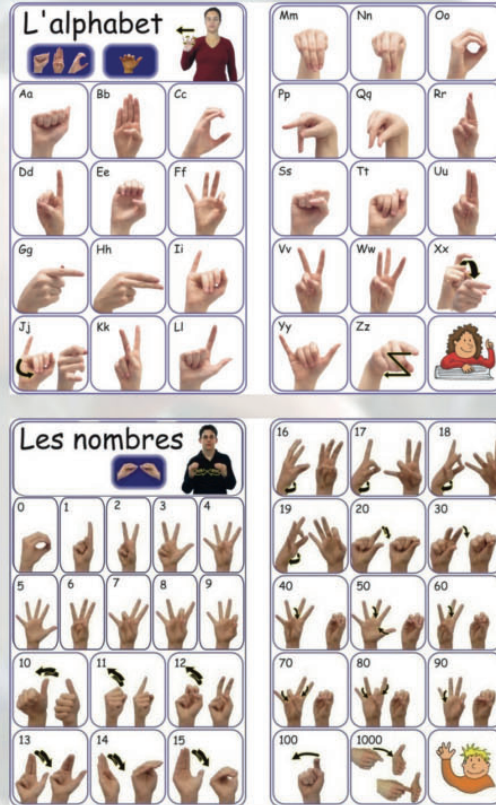 L'alphabet
Aa Bb Cc
Dd Ee Ff
Gg Hh Ii
Jj Kk Ll
Mm Nn Oo
Pp Qq Rr
Ss Tt Uu
Vv Ww Xx
Yy Zz
Les nombres
0 1 2 3 4
5 6 7 8 9
10 11 12
13 14 15
16 17 18
19 20 30
40 50 60
70 80 90
100 1000